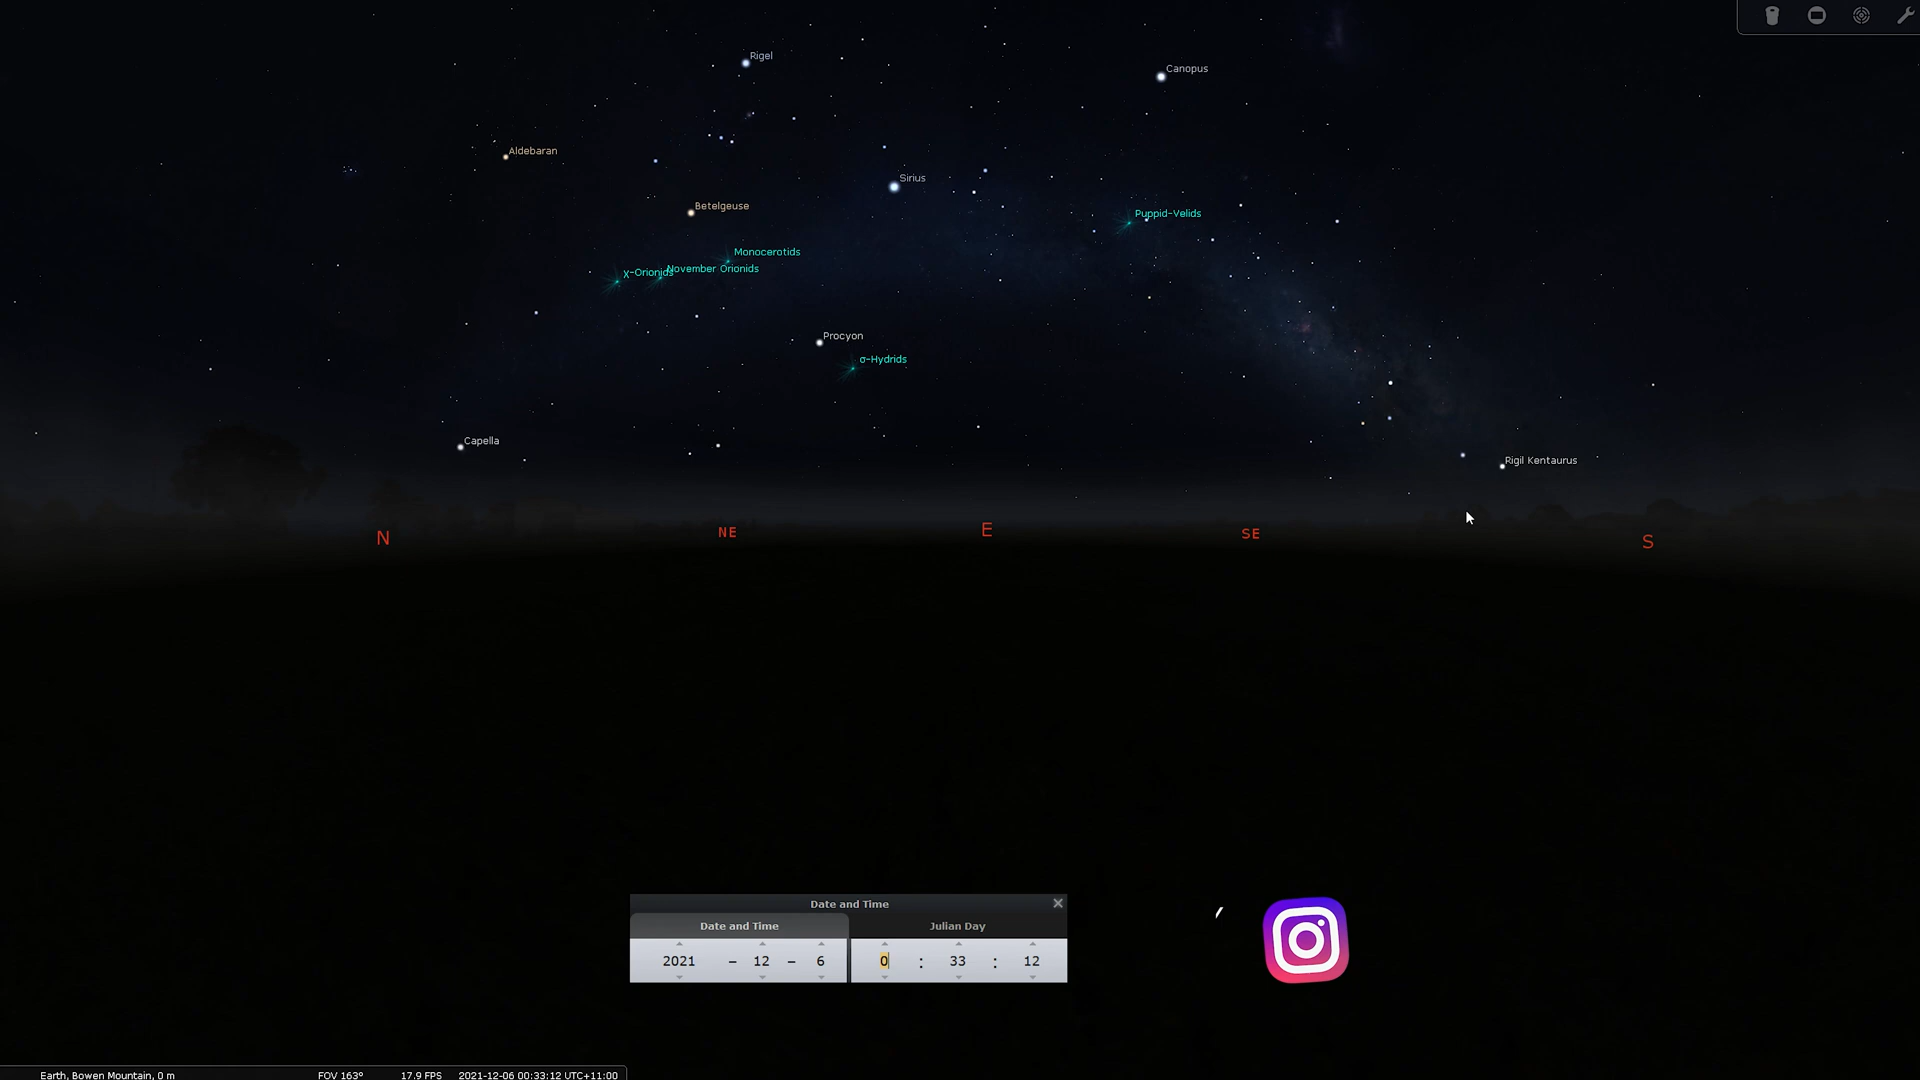 Rigel
Canopus
Aldebaran
Sirius
Betelgeuse
Puppid-Velids
Monocerotids
χ-Orionids
November Orionids
Procyon
σ-Hydrids
Capella
Rigil Kentaurus
N
NE
E
SE
S
Date and Time
Date and Time
Julian Day
2021 - 12 - 6
0 : 33 : 12
Earth, Bowen Mountain, 0 m
FOV 163°
17.9 FPS
2021-12-06 00:33:12 UTC+11:00